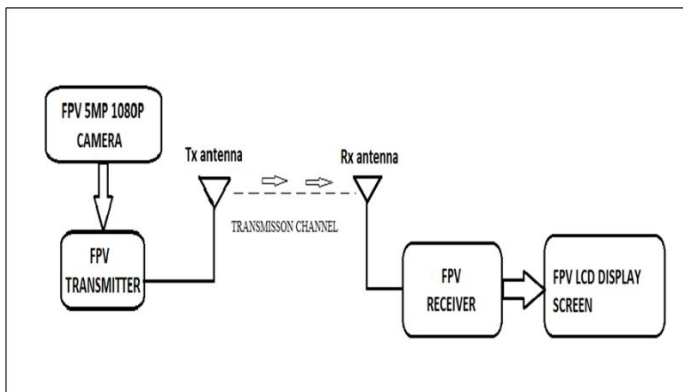 FPV 5MP 1080P
CAMERA
Tx antenna
Rx antenna
TRANSMISSON CHANNEL
FPV
TRANSMITTER
FPV
RECEIVER
FPV LCD DISPLAY
SCREEN